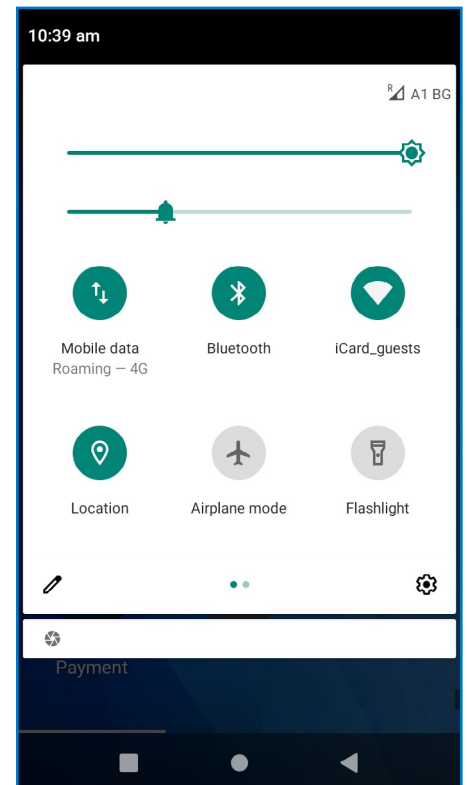 10:39 am
R A1 BG
Mobile data
Roaming — 4G
Bluetooth
iCard_guests
Location
Airplane mode
Flashlight
Payment